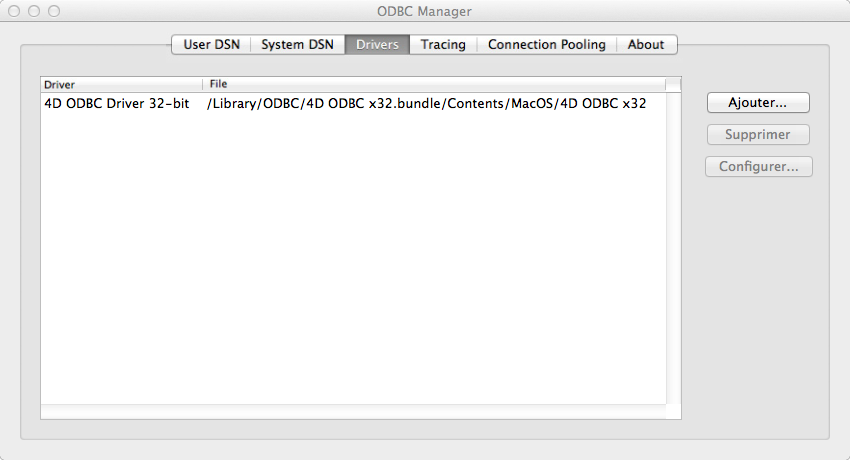 ODBC Manager
User DSN System DSN Drivers Tracing Connection Pooling About
Driver File
4D ODBC Driver 32-bit /Library/ODBC/4D ODBC x32.bundle/Contents/MacOS/4D ODBC x32
Ajouter...
Supprimer
Configurer...